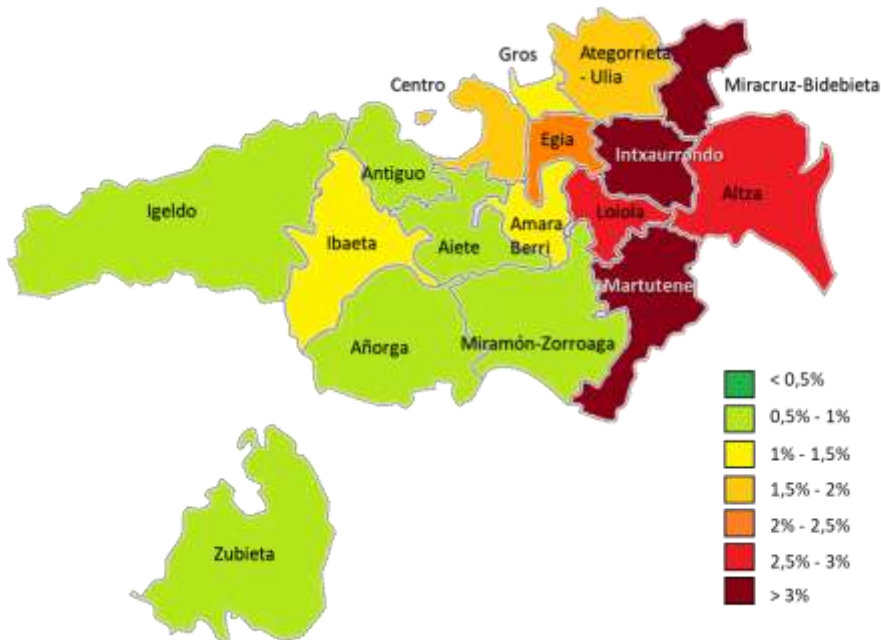 Gros
Ategorrieta
- Ulia
Centro
Miracruz-Bidebieta
Egia
Intxaurrondo
Antiguo
Altza
Igeldo
Loiola
Amara
Berri
Ibaeta
Aiete
Martutene
Añorga
Miramón-Zorroaga
Zubieta
< 0,5%
0,5% - 1%
1% - 1,5%
1,5% - 2%
2% - 2,5%
2,5% - 3%
> 3%